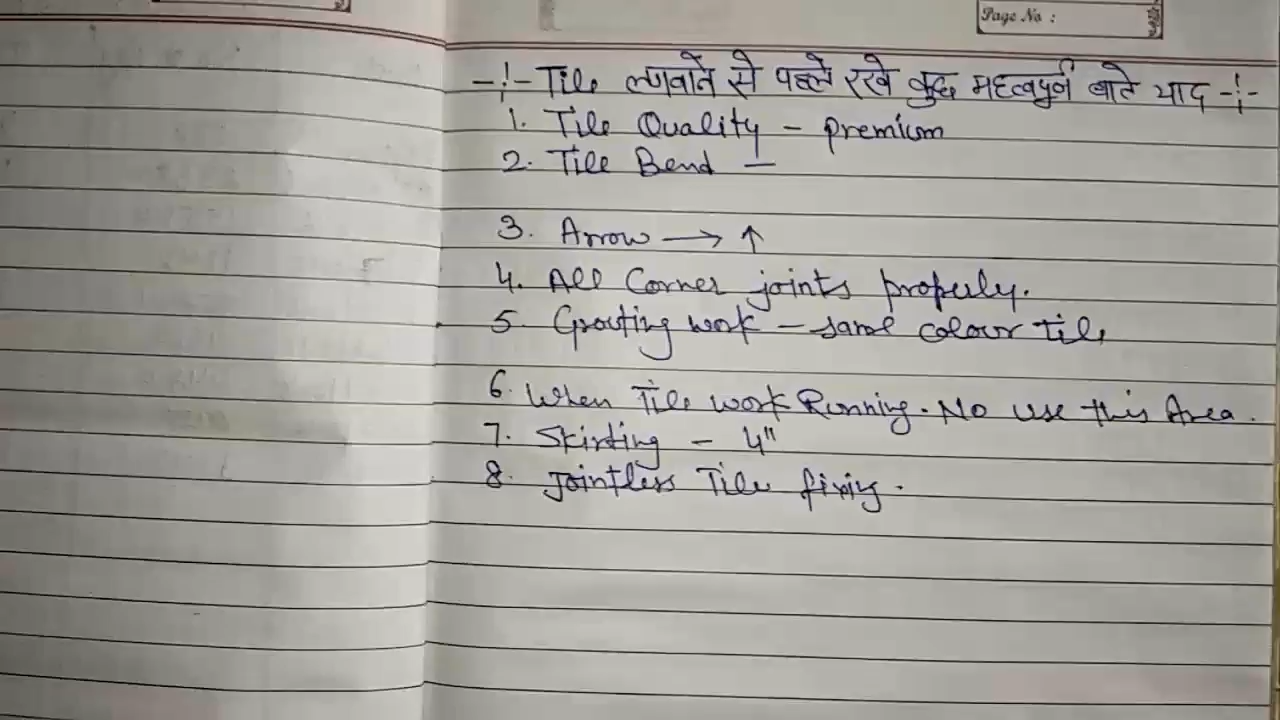 Page No :
-:- Tile लगवाने से पहले रखे कुछ महत्वपुर्ण बाते याद -:-
1. Tile Quality - premium
2. Tile Bend -
3. Arrow → ↑
4. All Corner joints properly.
5. Grouting work - same colour tile
6. When Tile work Running. No use this Area.
7. Skirting - 4"
8. Jointless Tile fixing.